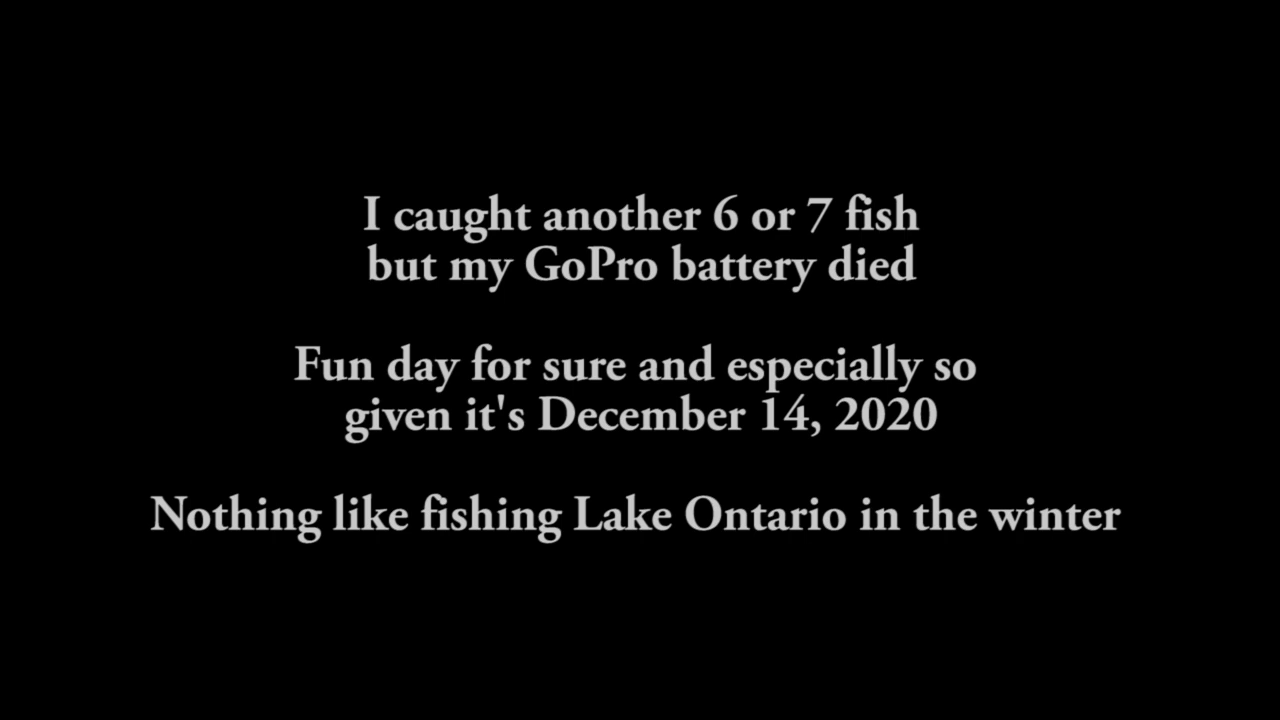 I caught another 6 or 7 fish
but my GoPro battery died
Fun day for sure and especially so
given it's December 14, 2020
Nothing like fishing Lake Ontario in the winter